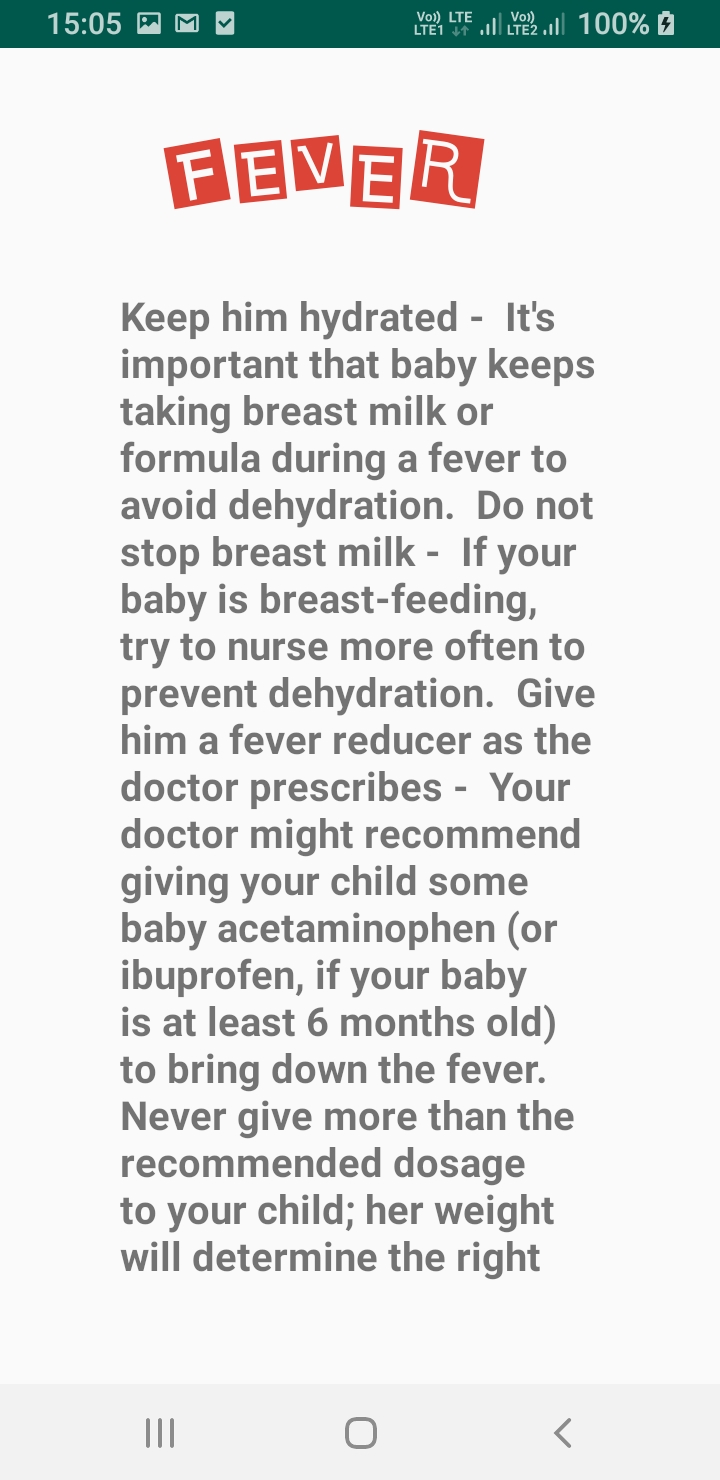 15:05 Vo)) LTE LTE1 Vo)) LTE2 100%
FEVER
Keep him hydrated -  It's
important that baby keeps
taking breast milk or
formula during a fever to
avoid dehydration.  Do not
stop breast milk -  If your
baby is breast-feeding,
try to nurse more often to
prevent dehydration.  Give
him a fever reducer as the
doctor prescribes -  Your
doctor might recommend
giving your child some
baby acetaminophen (or
ibuprofen, if your baby
is at least 6 months old)
to bring down the fever.
Never give more than the
recommended dosage
to your child; her weight
will determine the right